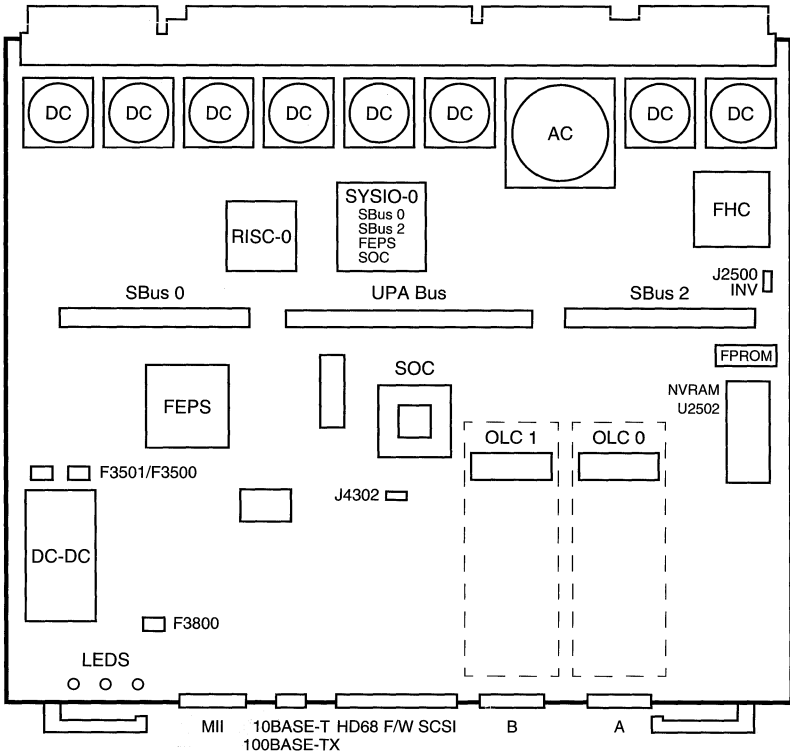 DC DC DC DC DC DC AC DC DC
SYSIO-0
SBus 0
SBus 2
FEPS
SOC
RISC-0
FHC
J2500
INV
SBus 0
UPA Bus
SBus 2
FPROM
SOC
NVRAM
U2502
FEPS
OLC 1
OLC 0
F3501/F3500
J4302
DC-DC
F3800
LEDS
MII
10BASE-T
100BASE-TX
HD68 F/W SCSI
B
A